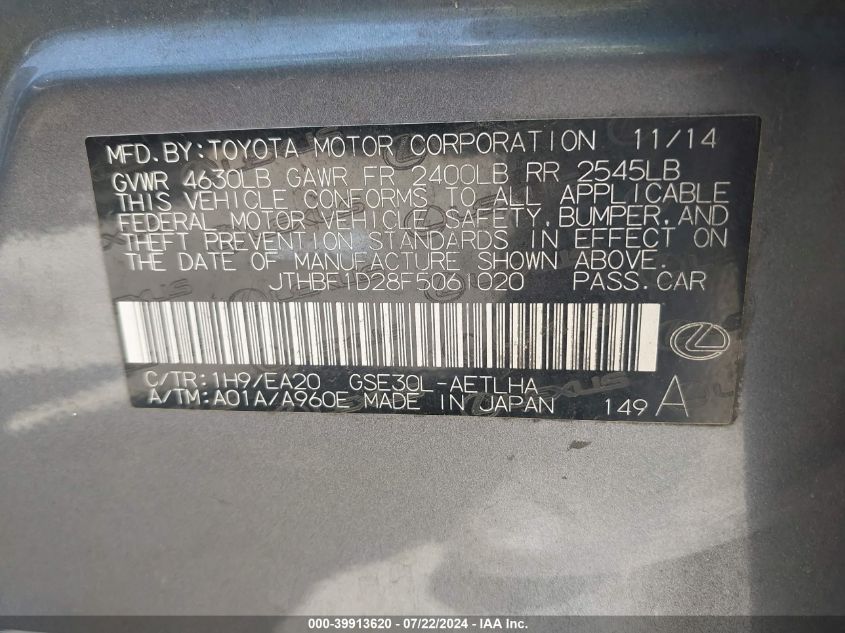 MFD.BY:TOYOTA MOTOR CORPORATION 11/14
GVWR 4630LB GAWR FR 2400LB RR 2545LB
THIS VEHICLE CONFORMS TO ALL APPLICABLE
FEDERAL MOTOR VEHICLE SAFETY,BUMPER,AND
THEFT PREVENTION STANDARDS IN EFFECT ON
THE DATE OF MANUFACTURE SHOWN ABOVE.
JTHBF1D28F5061020 PASS.CAR
C/TR:1H9/EA20 GSE30L-AETLHA
A/TM:A01A/A960E MADE IN JAPAN 149 A
000-39913620 - 07/22/2024 - IAA Inc.